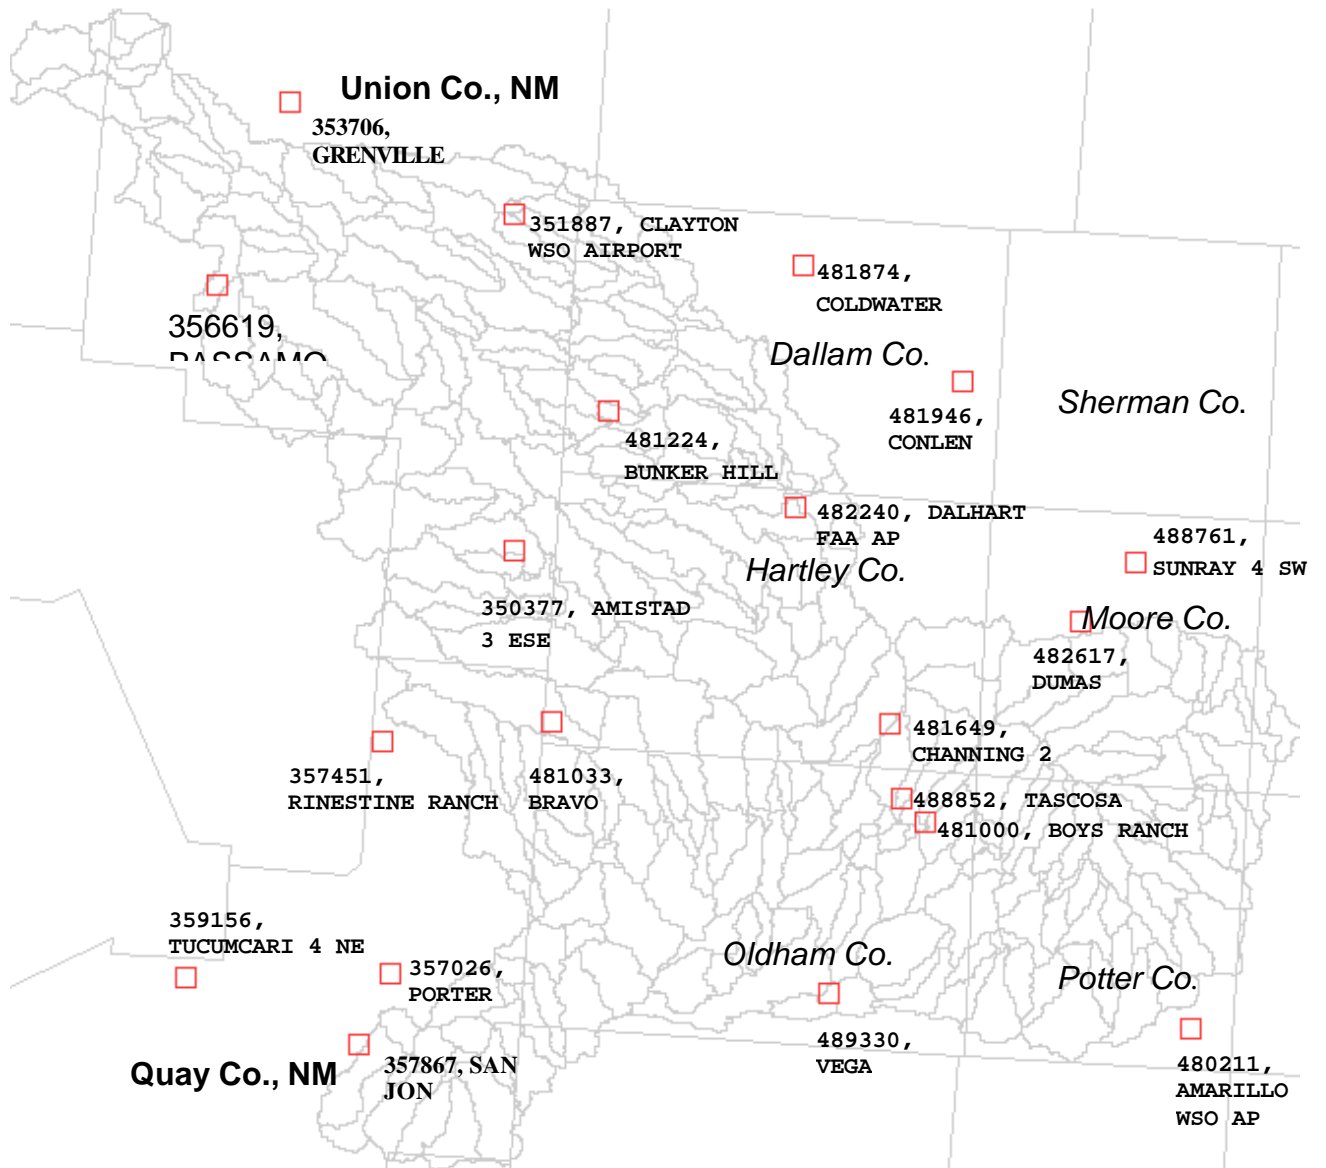 Union Co., NM
353706,
GRENVILLE
351887, CLAYTON
WSO AIRPORT
481874,
COLDWATER
356619,
PASSAMO
Dallam Co.
Sherman Co.
481946,
CONLEN
481224,
BUNKER HILL
482240, DALHART
FAA AP
488761,
SUNRAY 4 SW
Hartley Co.
350377, AMISTAD
3 ESE
Moore Co.
482617,
DUMAS
481649,
CHANNING 2
357451,
RINESTINE RANCH
481033,
BRAVO
488852, TASCOSA
481000, BOYS RANCH
359156,
TUCUMCARI 4 NE
357026,
PORTER
Oldham Co.
Potter Co.
489330,
VEGA
357867, SAN
JON
Quay Co., NM
480211,
AMARILLO
WSO AP